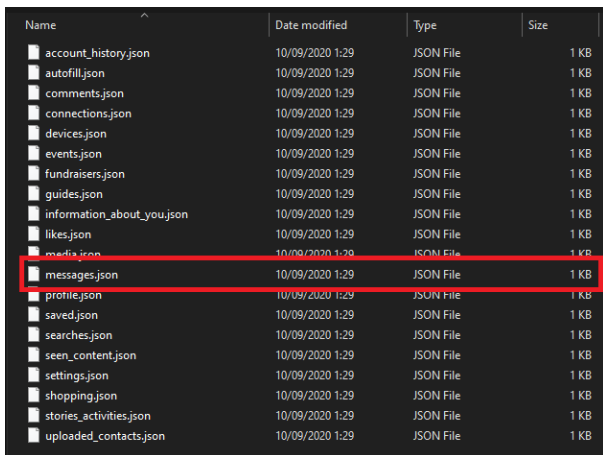 Name Date modified Type Size
account_history.json 10/09/2020 1:29 JSON File 1 KB
autofill.json 10/09/2020 1:29 JSON File 1 KB
comments.json 10/09/2020 1:29 JSON File 1 KB
connections.json 10/09/2020 1:29 JSON File 1 KB
devices.json 10/09/2020 1:29 JSON File 1 KB
events.json 10/09/2020 1:29 JSON File 1 KB
fundraisers.json 10/09/2020 1:29 JSON File 1 KB
guides.json 10/09/2020 1:29 JSON File 1 KB
information_about_you.json 10/09/2020 1:29 JSON File 1 KB
likes.json 10/09/2020 1:29 JSON File 1 KB
media.json 10/09/2020 1:29 JSON File 1 KB
messages.json 10/09/2020 1:29 JSON File 1 KB
profile.json 10/09/2020 1:29 JSON File 1 KB
saved.json 10/09/2020 1:29 JSON File 1 KB
searches.json 10/09/2020 1:29 JSON File 1 KB
seen_content.json 10/09/2020 1:29 JSON File 1 KB
settings.json 10/09/2020 1:29 JSON File 1 KB
shopping.json 10/09/2020 1:29 JSON File 1 KB
stories_activities.json 10/09/2020 1:29 JSON File 1 KB
uploaded_contacts.json 10/09/2020 1:29 JSON File 1 KB